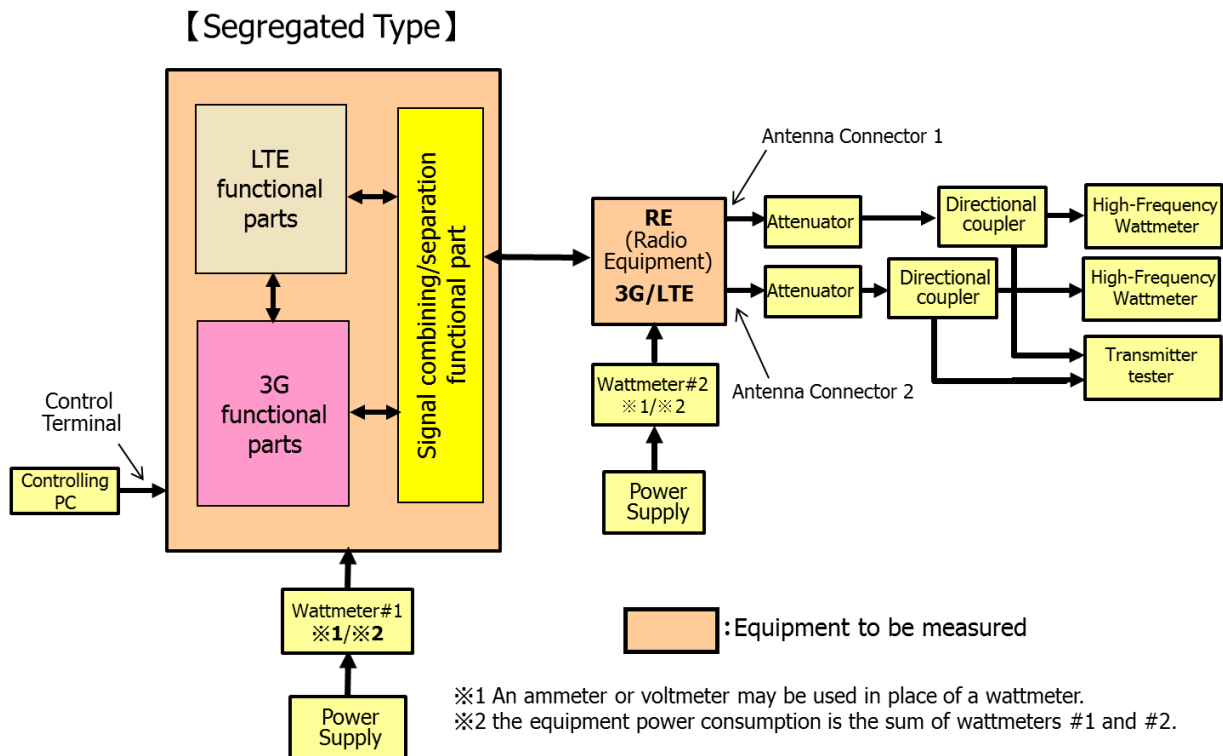 【Segregated Type】
LTE
functional
parts
3G
functional
parts
Signal combining/separation
functional part
Control
Terminal
Controlling
PC
Wattmeter#1
※1/※2
Power
Supply
RE
(Radio
Equipment)
3G/LTE
Antenna Connector 1
Antenna Connector 2
Attenuator
Directional
coupler
High-Frequency
Wattmeter
Attenuator
Directional
coupler
High-Frequency
Wattmeter
Transmitter
tester
Wattmeter#2
※1/※2
Power
Supply
:Equipment to be measured
※1 An ammeter or voltmeter may be used in place of a wattmeter.
※2 the equipment power consumption is the sum of wattmeters #1 and #2.